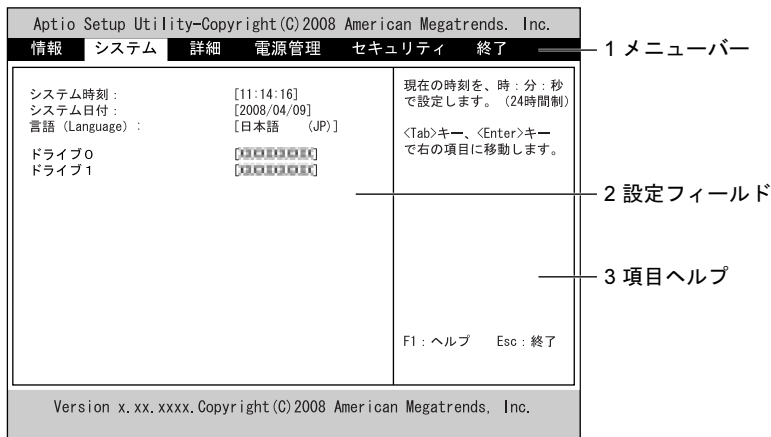 Aptio Setup Utility-Copyright(C)2008 American Megatrends. Inc.
情報 システム 詳細 電源管理 セキュリティ 終了
1 メニューバー
システム時刻： [11:14:16]
システム日付： [2008/04/09]
言語（Language）： [日本語 （JP）]
ドライブ0
ドライブ1
現在の時刻を、時：分：秒
で設定します。（24時間制）
<Tab>キー、<Enter>キー
で右の項目に移動します。
2 設定フィールド
3 項目ヘルプ
F1：ヘルプ Esc：終了
Version x.xx.xxxx.Copyright(C)2008 American Megatrends, Inc.